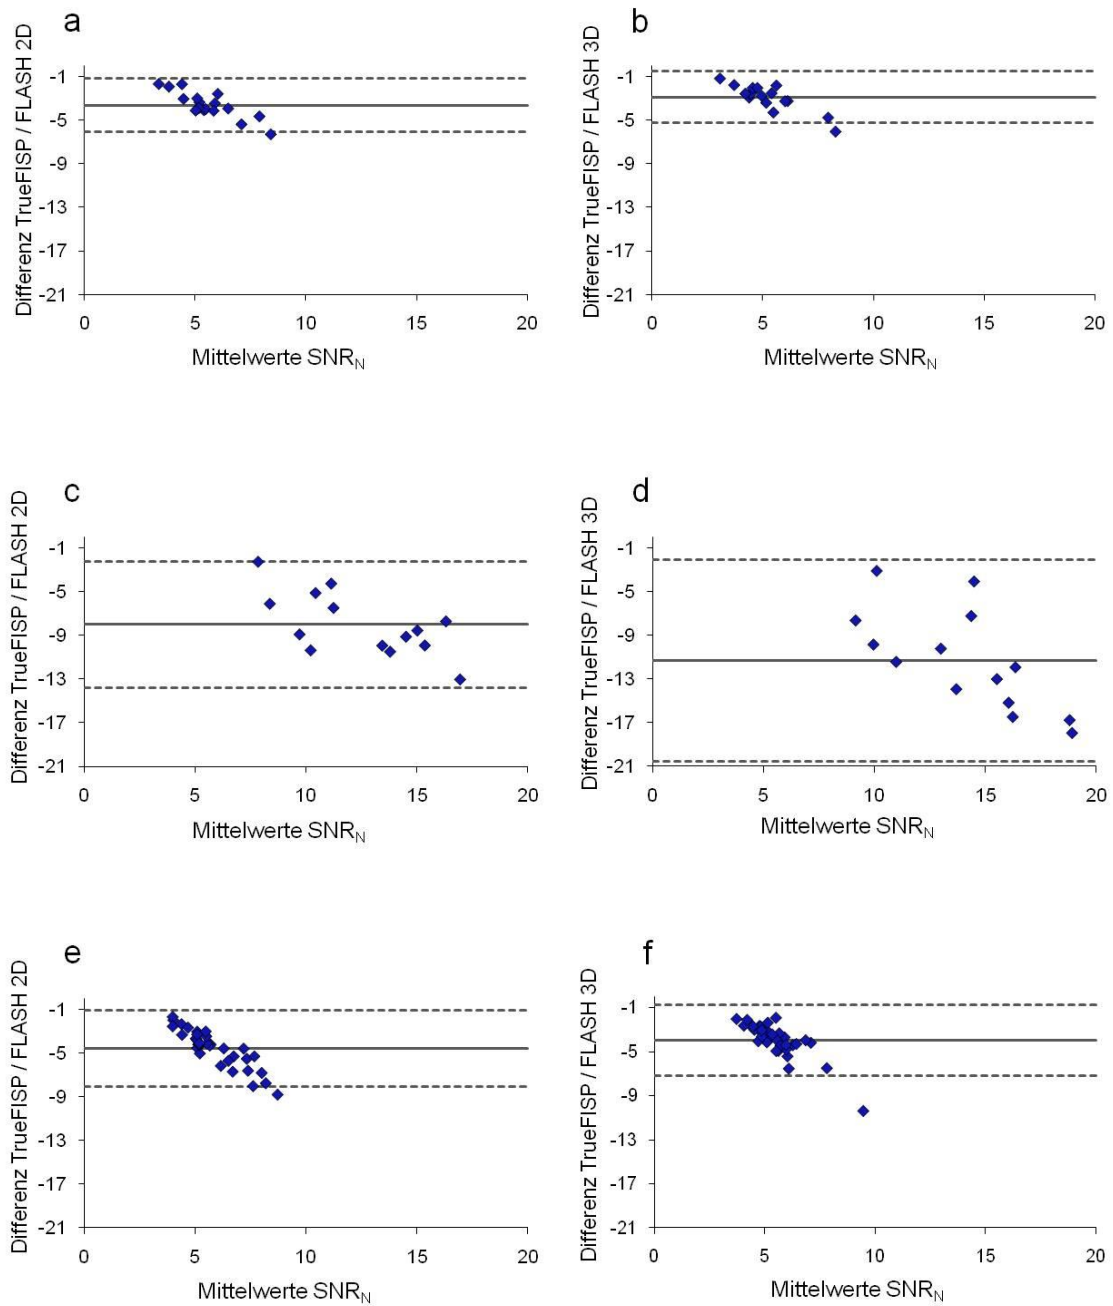 a
Differenz TrueFISP / FLASH 2D
-1
-5
-9
-13
-17
-21
0 5 10 15 20
Mittelwerte SNR_N
b
Differenz TrueFISP / FLASH 3D
-1
-5
-9
-13
-17
-21
0 5 10 15 20
Mittelwerte SNR_N
c
Differenz TrueFISP / FLASH 2D
-1
-5
-9
-13
-17
-21
0 5 10 15 20
Mittelwerte SNR_N
d
Differenz TrueFISP / FLASH 3D
-1
-5
-9
-13
-17
-21
0 5 10 15 20
Mittelwerte SNR_N
e
Differenz TrueFISP / FLASH 2D
-1
-5
-9
-13
-17
-21
0 5 10 15 20
Mittelwerte SNR_N
f
Differenz TrueFISP / FLASH 3D
-1
-5
-9
-13
-17
-21
0 5 10 15 20
Mittelwerte SNR_N